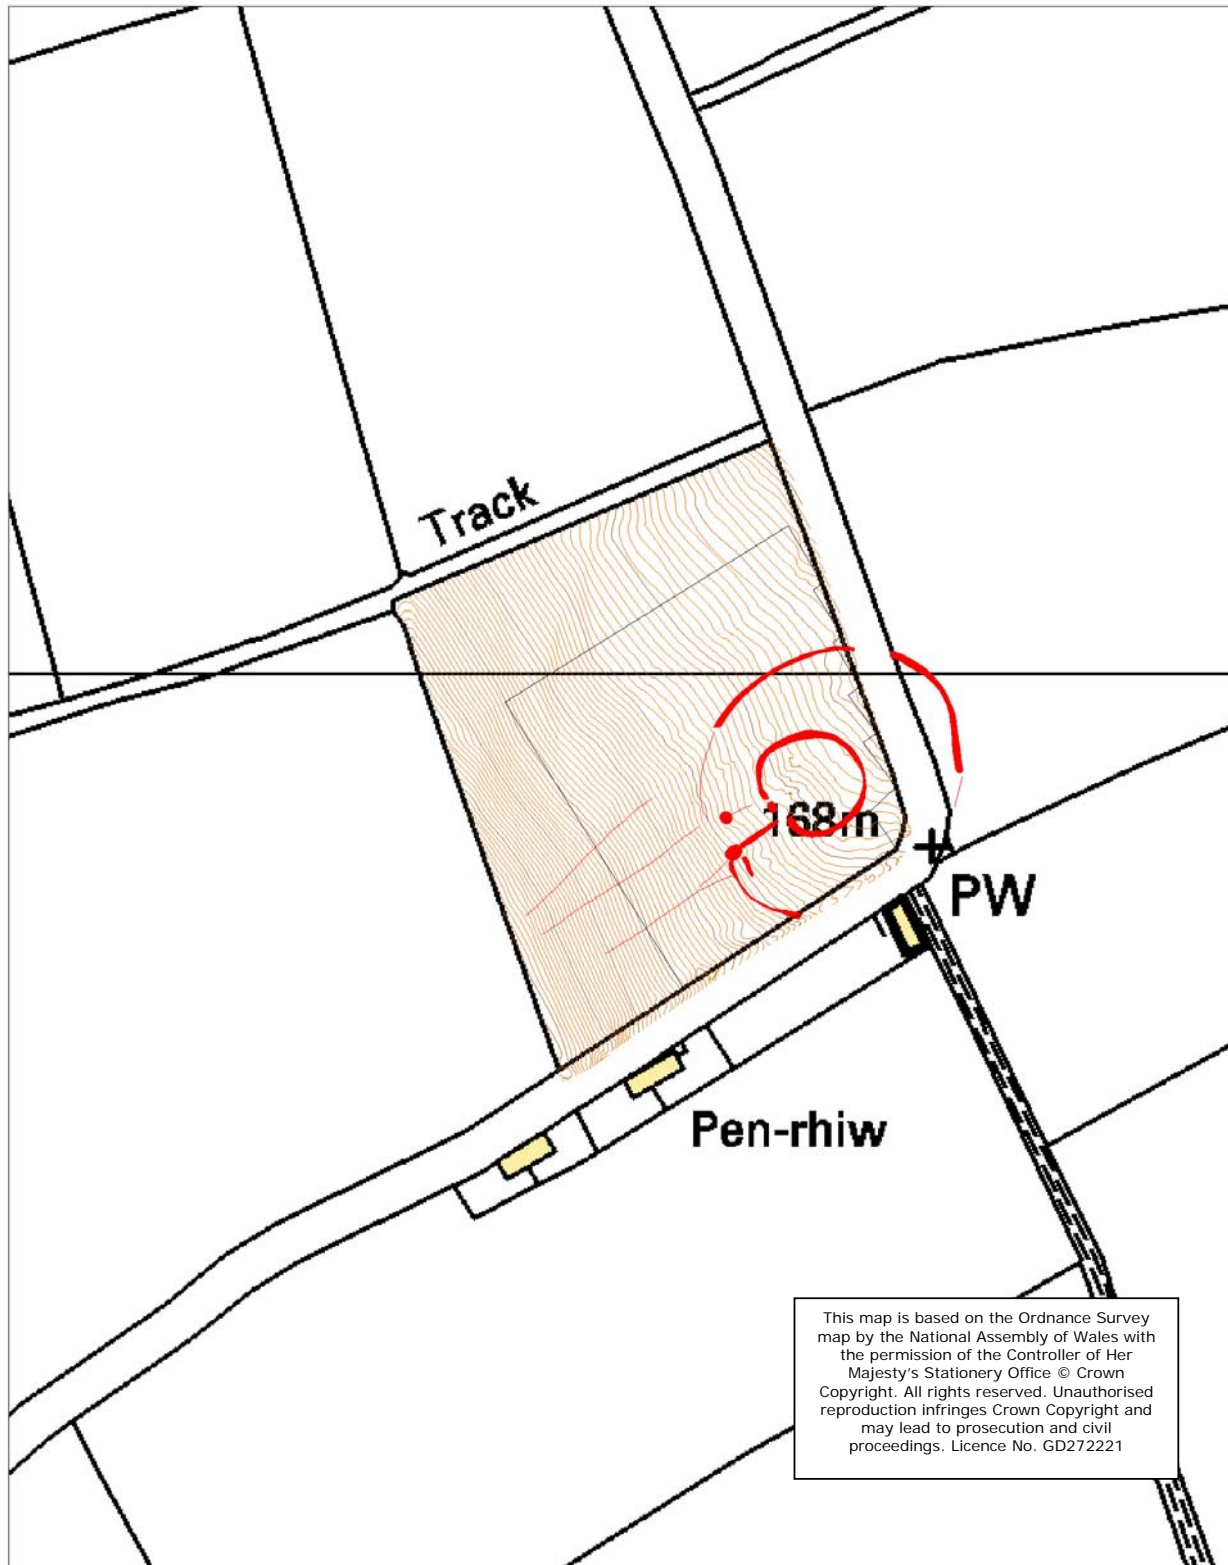 Track
168m
PW
Pen-rhiw
This map is based on the Ordnance Survey
map by the National Assembly of Wales with
the permission of the Controller of Her
Majesty's Stationery Office © Crown
Copyright. All rights reserved. Unauthorised
reproduction infringes Crown Copyright and
may lead to prosecution and civil
proceedings. Licence No. GD272221